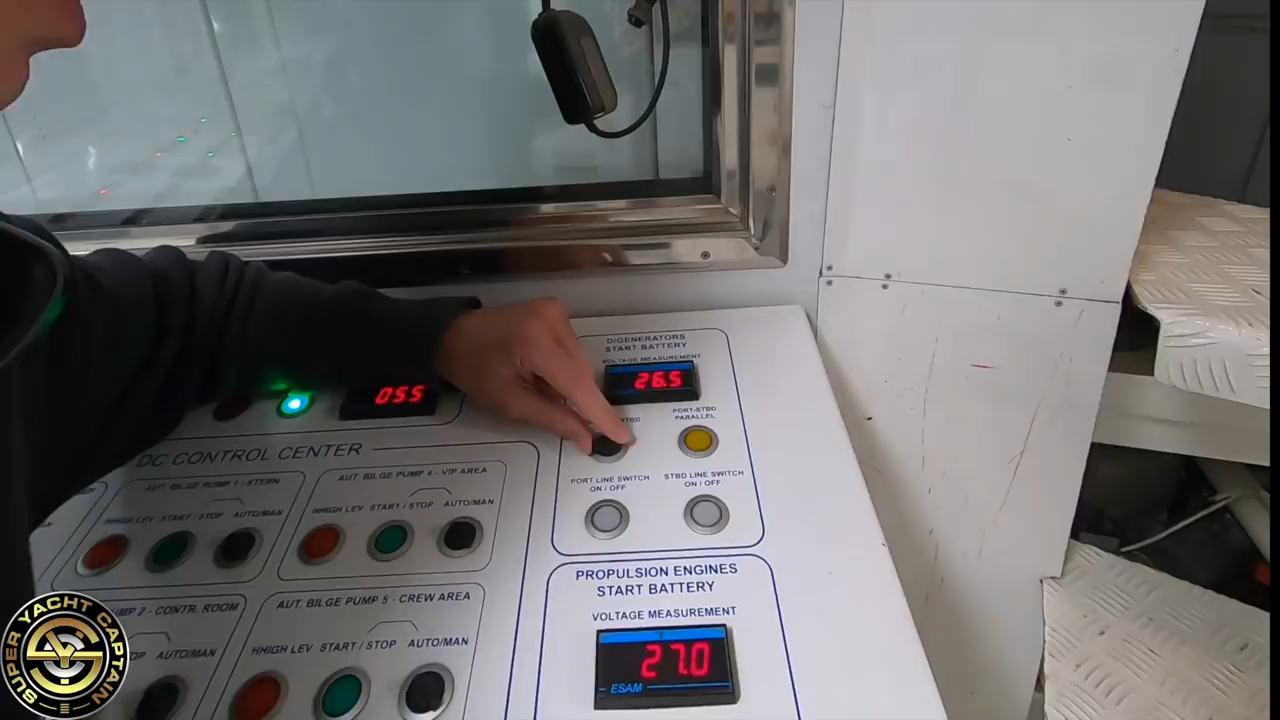 D/GENERATORS
START BATTERY
VOLTAGE MEASUREMENT
26.5
STBD
PORT-STBD
PARALLEL
PORT LINE SWITCH
ON / OFF
STBD LINE SWITCH
ON / OFF
055
DC CONTROL CENTER
AUT. BILGE PUMP 1 - STERN
HHIGH LEV START / STOP AUTO/MAN
AUT. BILGE PUMP 4 - VIP AREA
HHIGH LEV START / STOP AUTO/MAN
PUMP 2 - CONTR. ROOM
AUTO/MAN
AUT. BILGE PUMP 5 - CREW AREA
HHIGH LEV START / STOP AUTO/MAN
PROPULSION ENGINES
START BATTERY
VOLTAGE MEASUREMENT
V
27.0
ESAM
SUPER YACHT CAPTAIN